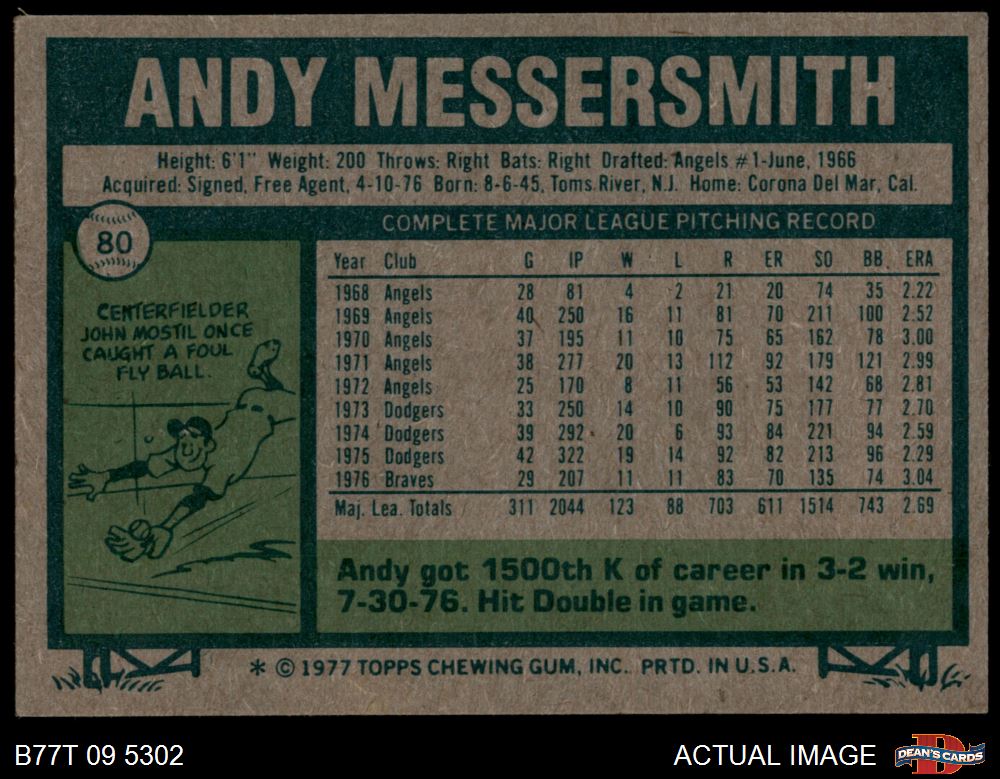 ANDY MESSERSMITH
Height: 6'1" Weight: 200 Throws: Right Bats: Right Drafted: Angels #1-June, 1966
Acquired: Signed, Free Agent, 4-10-76 Born: 8-6-45, Toms River, N.J. Home: Corona Del Mar, Cal.
80
COMPLETE MAJOR LEAGUE PITCHING RECORD
CENTERFIELDER
JOHN MOSTIL ONCE
CAUGHT A FOUL
FLY BALL.
Year Club G IP W L R ER SO BB. ERA
1968 Angels 28 81 4 2 21 20 74 35 2.22
1969 Angels 40 250 16 11 81 70 211 100 2.52
1970 Angels 37 195 11 10 75 65 162 78 3.00
1971 Angels 38 277 20 13 112 92 179 121 2.99
1972 Angels 25 170 8 11 56 53 142 68 2.81
1973 Dodgers 33 250 14 10 90 75 177 77 2.70
1974 Dodgers 39 292 20 6 93 84 221 94 2.59
1975 Dodgers 42 322 19 14 92 82 213 96 2.29
1976 Braves 29 207 11 11 83 70 135 74 3.04
Maj. Lea. Totals 311 2044 123 88 703 611 1514 743 2.69
Andy got 1500th K of career in 3-2 win,
7-30-76. Hit Double in game.
* © 1977 TOPPS CHEWING GUM, INC. PRTD. IN U.S.A.
B77T 09 5302
ACTUAL IMAGE
D
DEAN'S CARDS